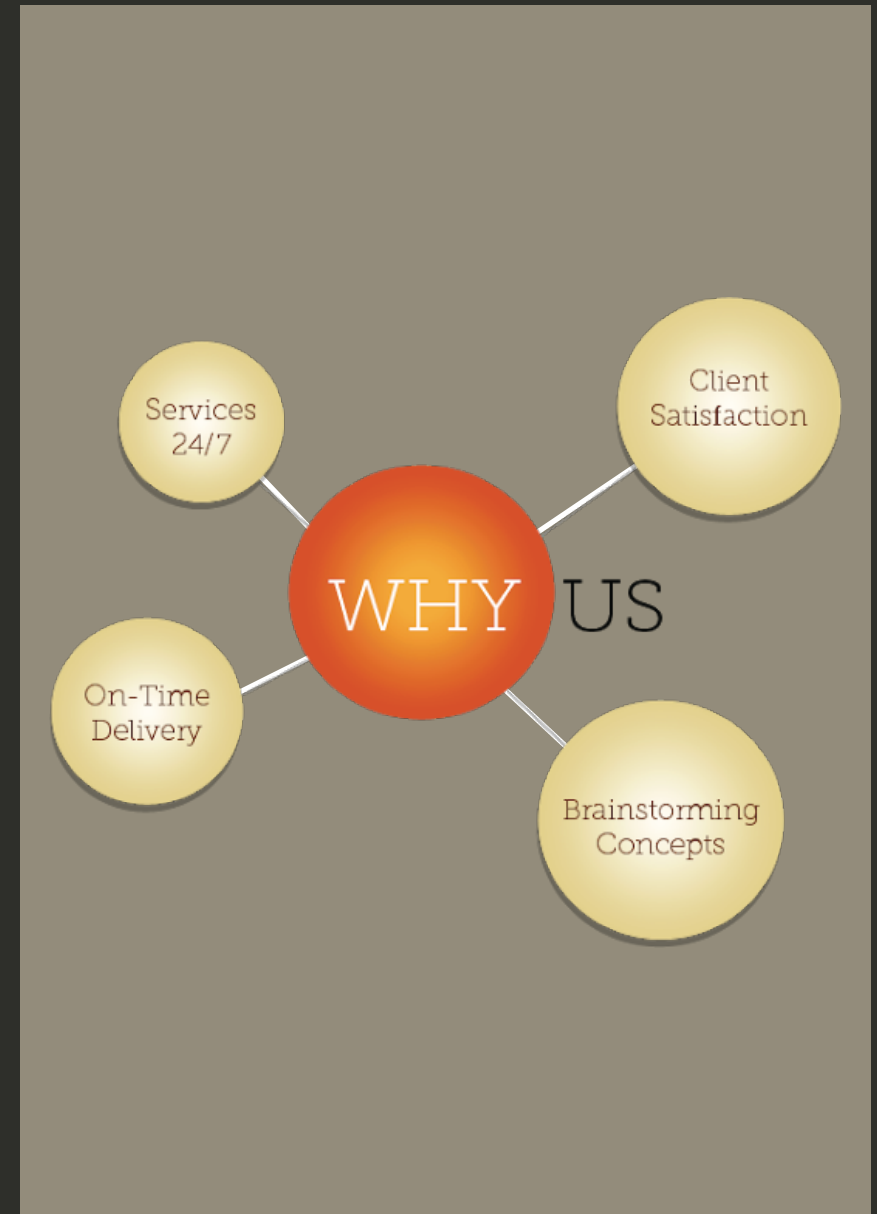 Services
24/7
Client
Satisfaction
WHY US
On-Time
Delivery
Brainstorming
Concepts